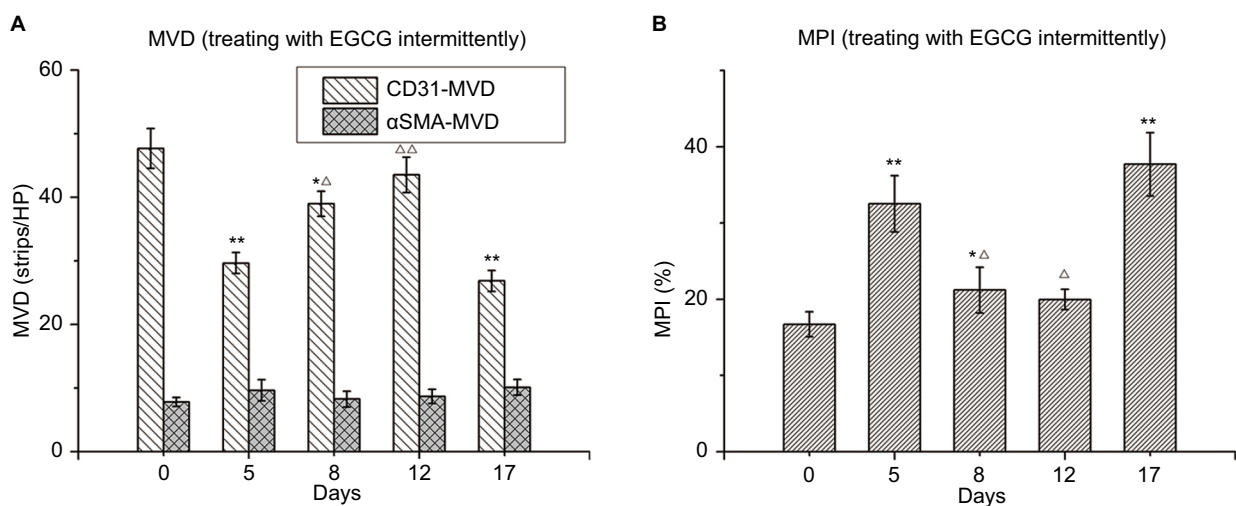 A
MVD (treating with EGCG intermittently)
60
40
20
0
MVD (strips/HP)
CD31-MVD
αSMA-MVD
**
*△
△△
**
0 5 8 12 17
Days
B
MPI (treating with EGCG intermittently)
40
20
0
MPI (%)
**
*△
△
**
0 5 8 12 17
Days